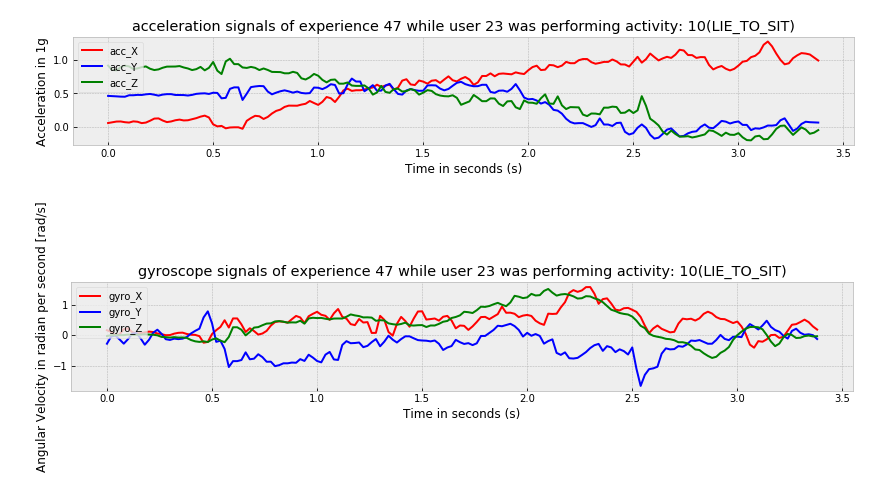 acceleration signals of experience 47 while user 23 was performing activity: 10(LIE_TO_SIT)
Acceleration in 1g
acc_X
acc_Y
acc_Z
1.0
0.5
0.0
0.0 0.5 1.0 1.5 2.0 2.5 3.0 3.5
Time in seconds (s)
gyroscope signals of experience 47 while user 23 was performing activity: 10(LIE_TO_SIT)
Angular Velocity in radian per second [rad/s]
gyro_X
gyro_Y
gyro_Z
1
0
−1
0.0 0.5 1.0 1.5 2.0 2.5 3.0 3.5
Time in seconds (s)